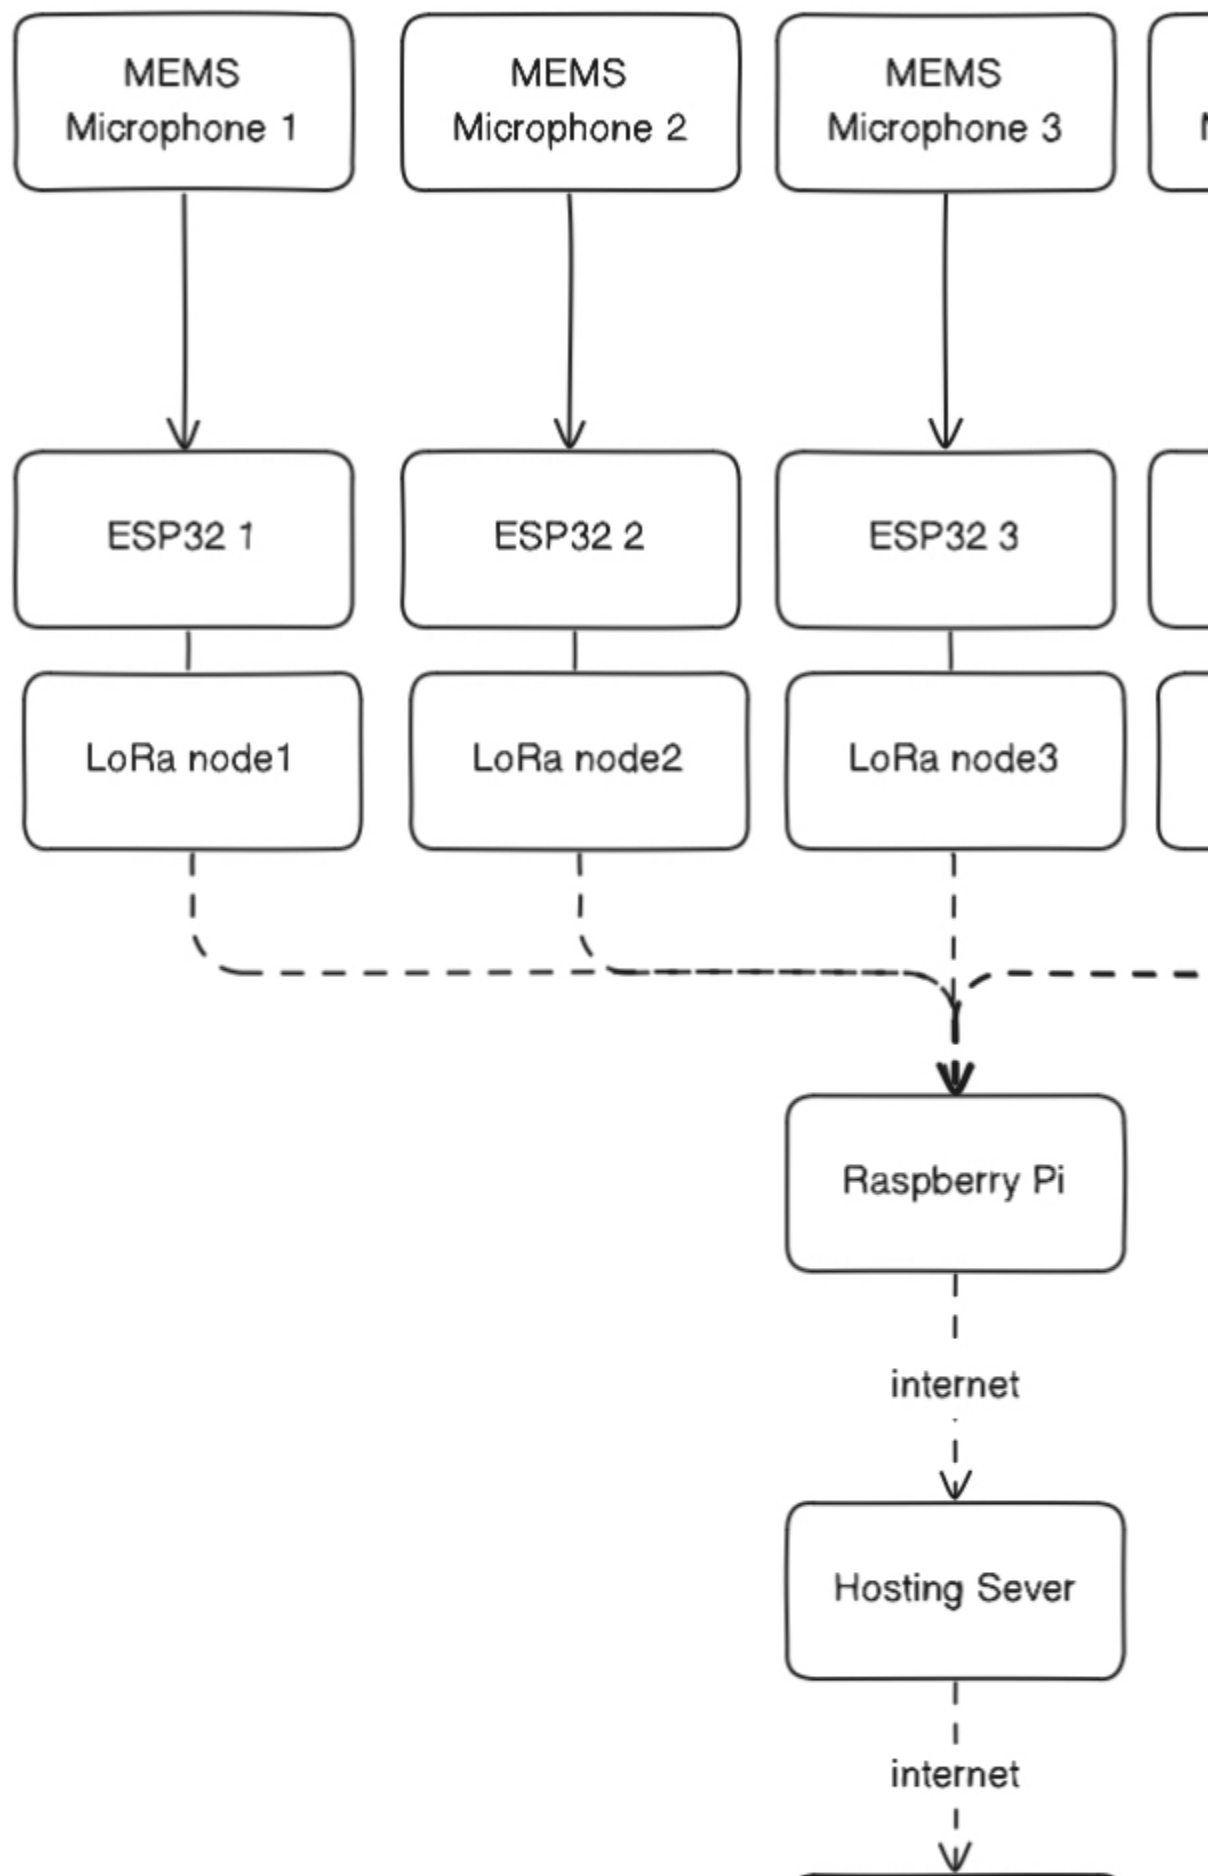 MEMS
Microphone 1
MEMS
Microphone 2
MEMS
Microphone 3
ESP32 1
ESP32 2
ESP32 3
LoRa node1
LoRa node2
LoRa node3
Raspberry Pi
internet
Hosting Sever
internet